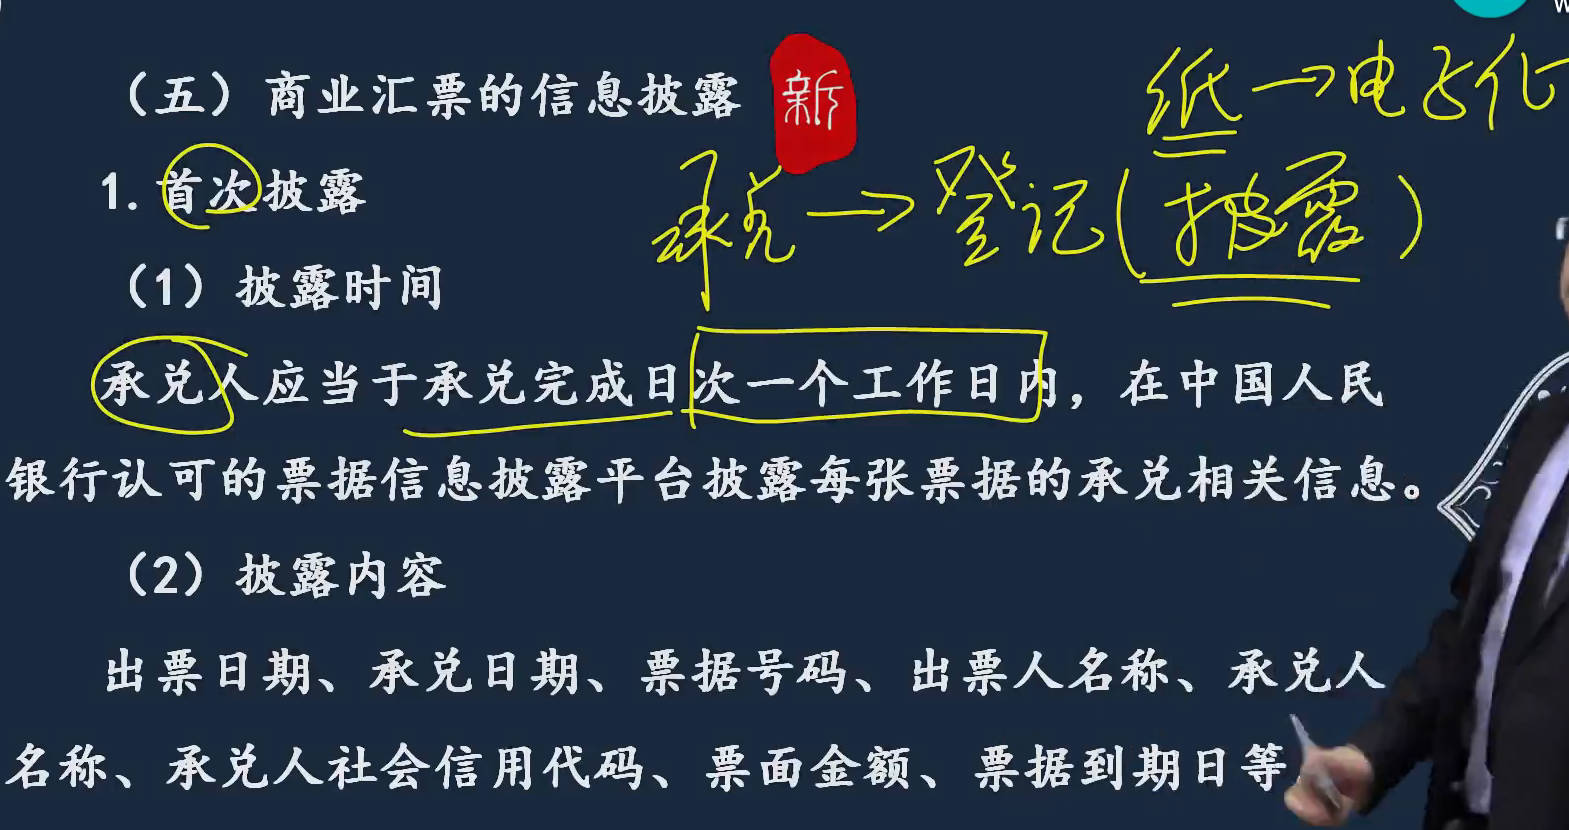 （五）商业汇票的信息披露 新
纸→电子化
1. 首次披露
承兑→登记（披露）
（1）披露时间
承兑人应当于承兑完成日次一个工作日内，在中国人民
银行认可的票据信息披露平台披露每张票据的承兑相关信息。
（2）披露内容
出票日期、承兑日期、票据号码、出票人名称、承兑人
名称、承兑人社会信用代码、票面金额、票据到期日等